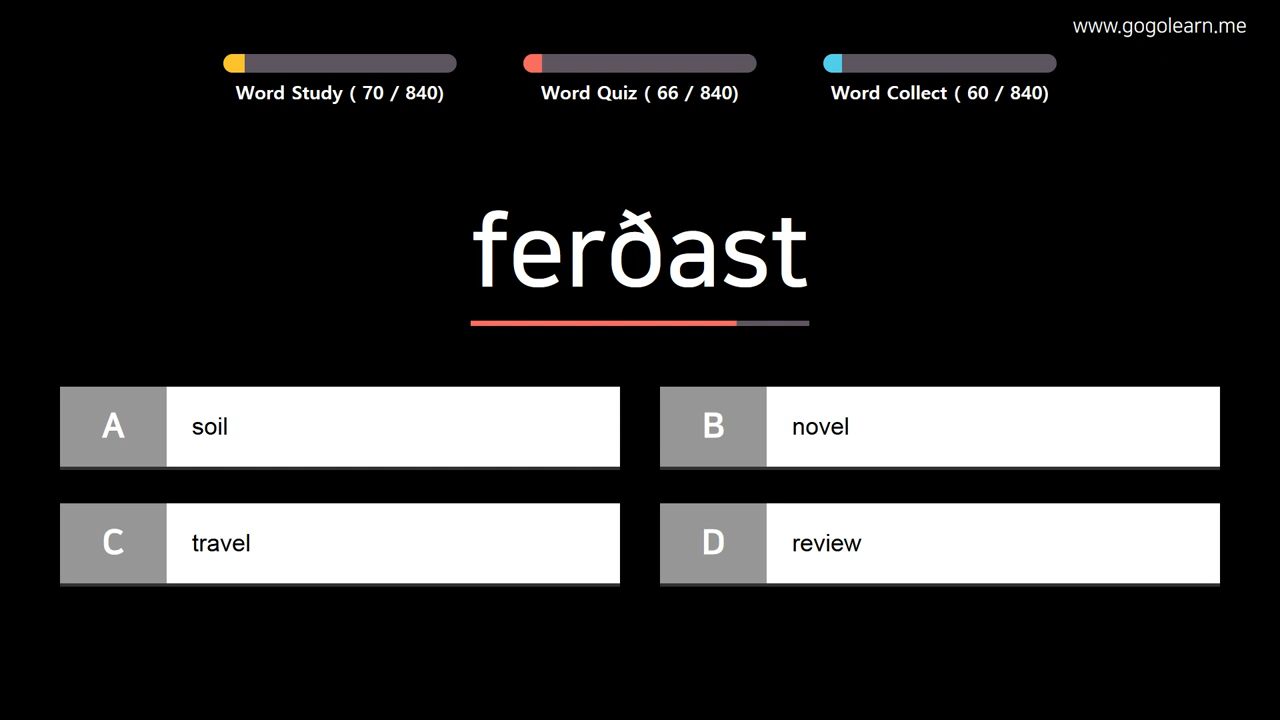 www.gogolearn.me
Word Study ( 70 / 840)
Word Quiz ( 66 / 840)
Word Collect ( 60 / 840)
ferðast
A soil
B novel
C travel
D review